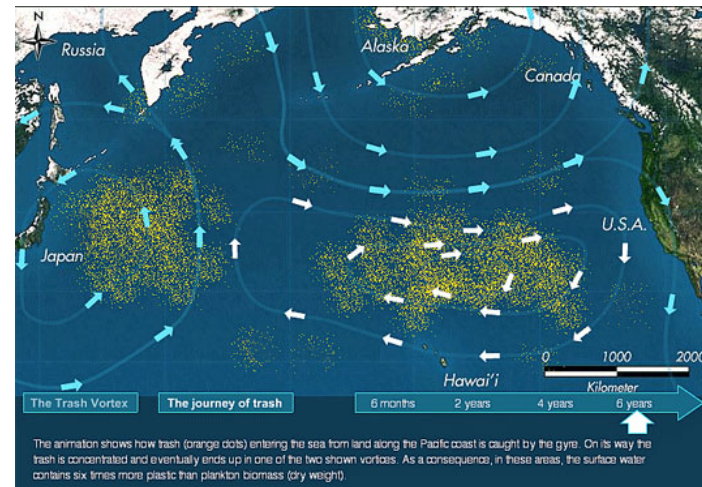 Russia
Alaska
Canada
Japan
U.S.A.
Hawai'i
0 1000 2000
Kilometer
The Trash Vortex
The journey of trash
6 months 2 years 4 years 6 years
The animation shows how trash (orange dots) entering the sea from land along the Pacific coast is caught by the gyre. On its way the
trash is concentrated and eventually ends up in one of the two shown vortices. As a consequence, in these areas, the surface water
contains six times more plastic than plankton biomass (dry weight).